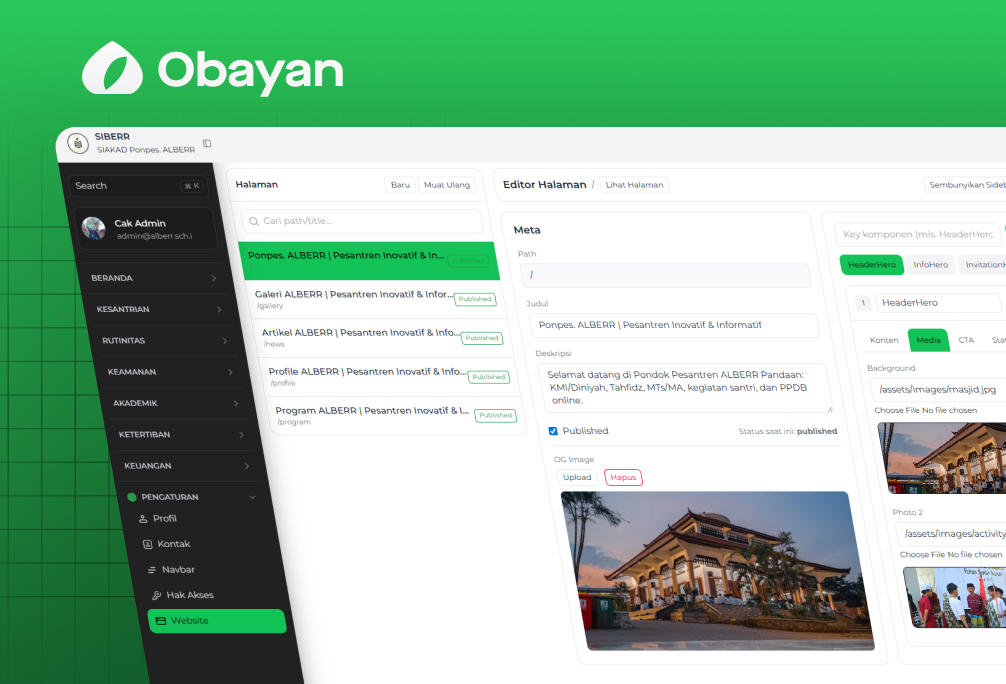 Obayan
SIBERR
SIAKAD Ponpes. ALBERR
Search
⌘ K
Cak Admin
admin@alberr.sch.i
BERANDA
KESANTRIAN
RUTINITAS
KEAMANAN
AKADEMIK
KETERTIBAN
KEUANGAN
PENGATURAN
Profil
Kontak
Navbar
Hak Akses
Website
Halaman
Baru
Muat Ulang
Cari path/title...
Ponpes. ALBERR | Pesantren Inovatif & In...
Published
Galeri ALBERR | Pesantren Inovatif & Infor...
/gallery
Published
Artikel ALBERR | Pesantren Inovatif & Info...
/news
Published
Profile ALBERR | Pesantren Inovatif & Info...
/profile
Published
Program ALBERR | Pesantren Inovatif & I...
/program
Published
Editor Halaman / Lihat Halaman
Sembunyikan Sideb
Meta
Path
/
Judul
Ponpes. ALBERR | Pesantren Inovatif & Informatif
Deskripsi
Selamat datang di Pondok Pesantren ALBERR Pandaan:
KMI/Diniyah, Tahfidz, MTs/MA, kegiatan santri, dan PPDB
online.
Published
Status saat ini: published
OG Image
Upload
Hapus
Key komponen (mis. HeaderHerc
HeaderHero
InfoHero
InvitationH
1
HeaderHero
Konten
Media
CTA
Stat
Background
/assets/images/masjid.jpg
Choose File No file chosen
Photo 2
/assets/images/activity
Choose File No file chosen